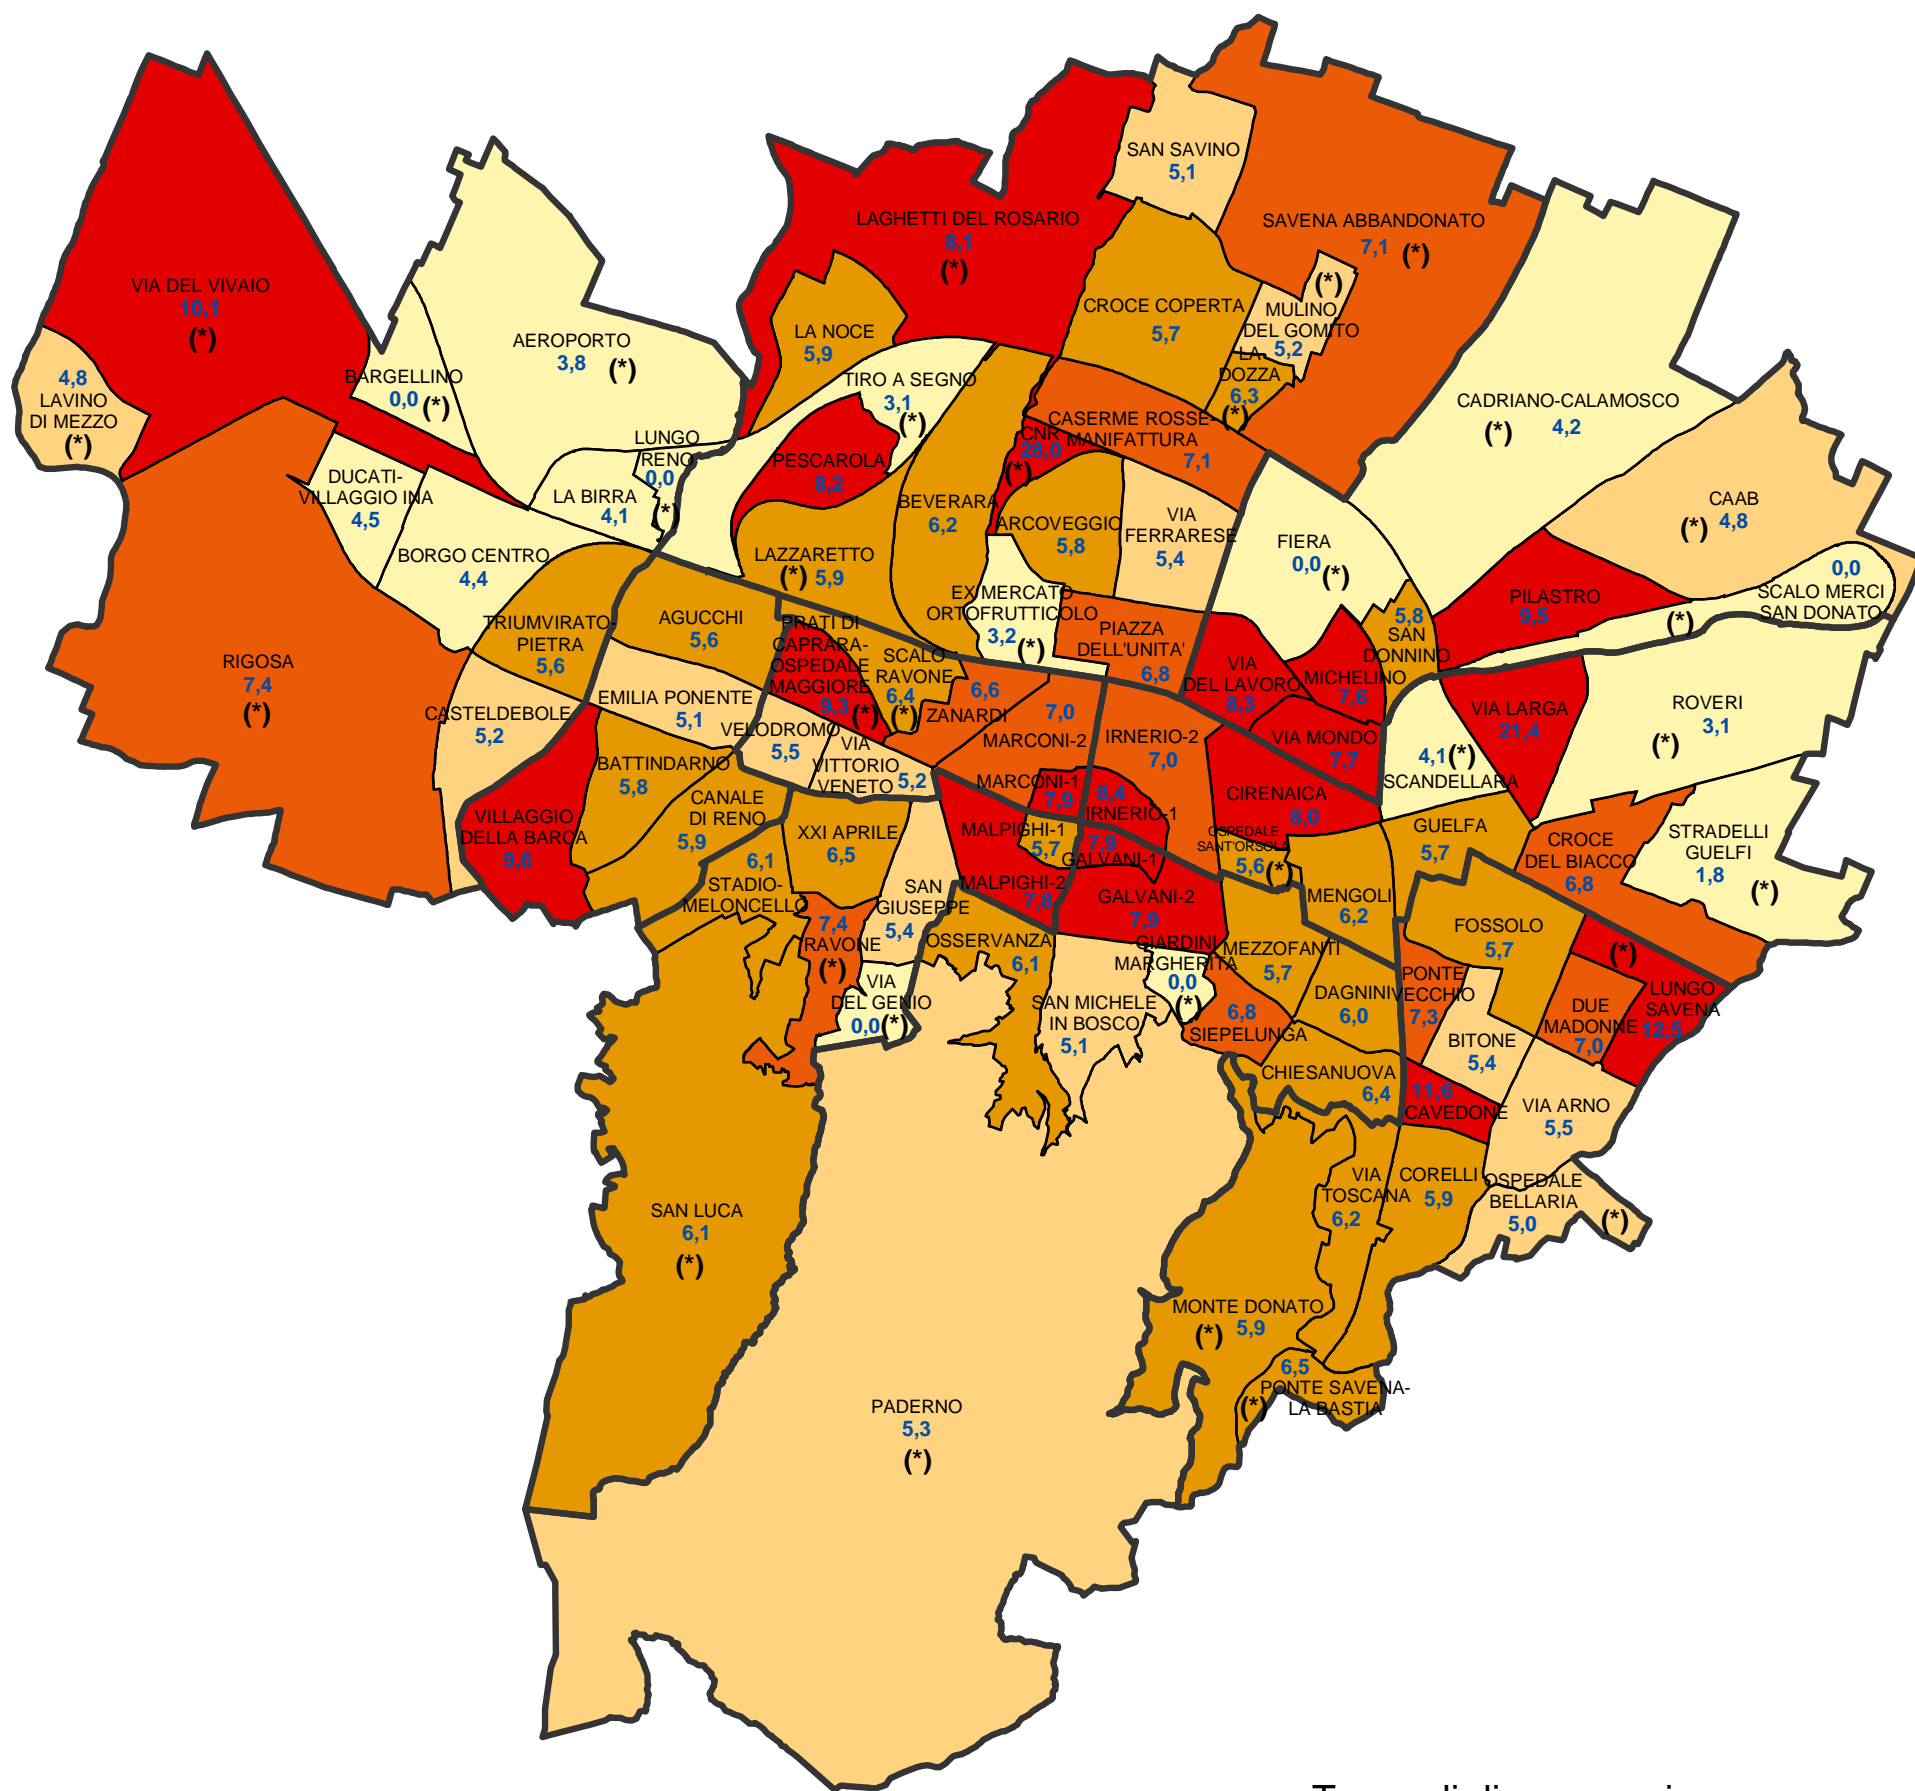 SAN SAVINO
5,1
LAGHETTI DEL ROSARIO
8,1
(*)
SAVENA ABBANDONATO
7,1 (*)
VIA DEL VIVAIO
10,1
(*)
AEROPORTO
3,8 (*)
LA NOCE
5,9
CROCE COPERTA
5,7
(*)
MULINO
DEL GOMITO
5,2
LA
DOZZA
6,3
(*)
4,8
LAVINO
DI MEZZO
(*)
BARGELLINO
0,0 (*)
TIRO A SEGNO
3,1
(*)
CADRIANO-CALAMOSCO
(*) 4,2
CASERME ROSSE-
MANIFATTURA
7,1
CNR
28,0
(*)
LUNGO
RENO
0,0
(*)
PESCAROLA
8,2
DUCATI-
VILLAGGIO INA
4,5
LA BIRRA
4,1
BEVERARA
6,2
ARCOVEGGIO
5,8
VIA
FERRARESE
5,4
CAAB
(*) 4,8
FIERA
0,0 (*)
BORGO CENTRO
4,4
LAZZARETTO
(*) 5,9
EX MERCATO
ORTOFRUTTICOLO
3,2 (*)
PILASTRO
9,5
0,0
SCALO MERCI
SAN DONATO
(*)
TRIUMVIRATO-
PIETRA
5,6
AGUCCHI
5,6
PRATI DI
CAPRARA-
OSPEDALE
MAGGIORE
9,3 (*)
SCALO
RAVONE
6,4
(*)
PIAZZA
DELL'UNITA'
6,8
5,8
SAN
DONNINO
RIGOSA
7,4
(*)
VIA
DEL LAVORO
8,3
MICHELINO
7,6
CASTELDEBOLE
5,2
EMILIA PONENTE
5,1
6,6
ZANARDI
7,0
MARCONI-2
IRNERIO-2
7,0
VIA MONDO
7,7
VIA LARGA
21,4
ROVERI
3,1
(*)
VELODROMO
5,5
VIA
VITTORIO
VENETO 5,2
4,1 (*)
SCANDELLARA
BATTINDARNO
5,8
CANALE
DI RENO
5,9
MARCONI-1
7,9
8,4
IRNERIO-1
CIRENAICA
8,0
VILLAGGIO
DELLA BARCA
9,6
XXI APRILE
6,5
MALPIGHI-1
5,7
7,9
GALVANI-1
OSPEDALE
SANT'ORSOLA
5,6 (*)
GUELFA
5,7
CROCE
DEL BIACCO
6,8
STRADELLI
GUELFI
1,8
(*)
6,1
STADIO-
MELONCELLO
SAN
GIUSEPPE
5,4
MALPIGHI-2
7,8
GALVANI-2
7,9
MENGOLI
6,2
FOSSOLO
5,7
7,4
RAVONE
(*)
OSSERVANZA
6,1
GIARDINI
MARGHERITA
0,0
(*)
MEZZOFANTI
5,7
(*)
LUNGO
SAVENA
12,5
VIA
DEL GENIO
0,0 (*)
SAN MICHELE
IN BOSCO
5,1
6,8
SIEPELUNGA
DAGNINI
6,0
PONTE
VECCHIO
7,3
DUE
MADONNE
7,0
BITONE
5,4
CHIESANUOVA
6,4
11,6
CAVEDONE
VIA ARNO
5,5
SAN LUCA
6,1
(*)
VIA
TOSCANA
6,2
CORELLI
5,9
OSPEDALE
BELLARIA
5,0 (*)
MONTE DONATO
(*) 5,9
6,5
PONTE SAVENA-
LA BASTIA
(*)
PADERNO
5,3
(*)